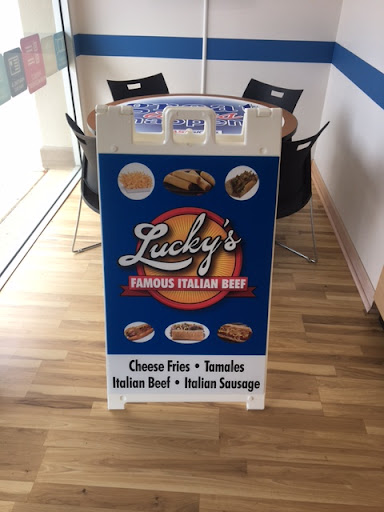 Lucky's
FAMOUS ITALIAN BEEF
Cheese Fries • Tamales
Italian Beef • Italian Sausage